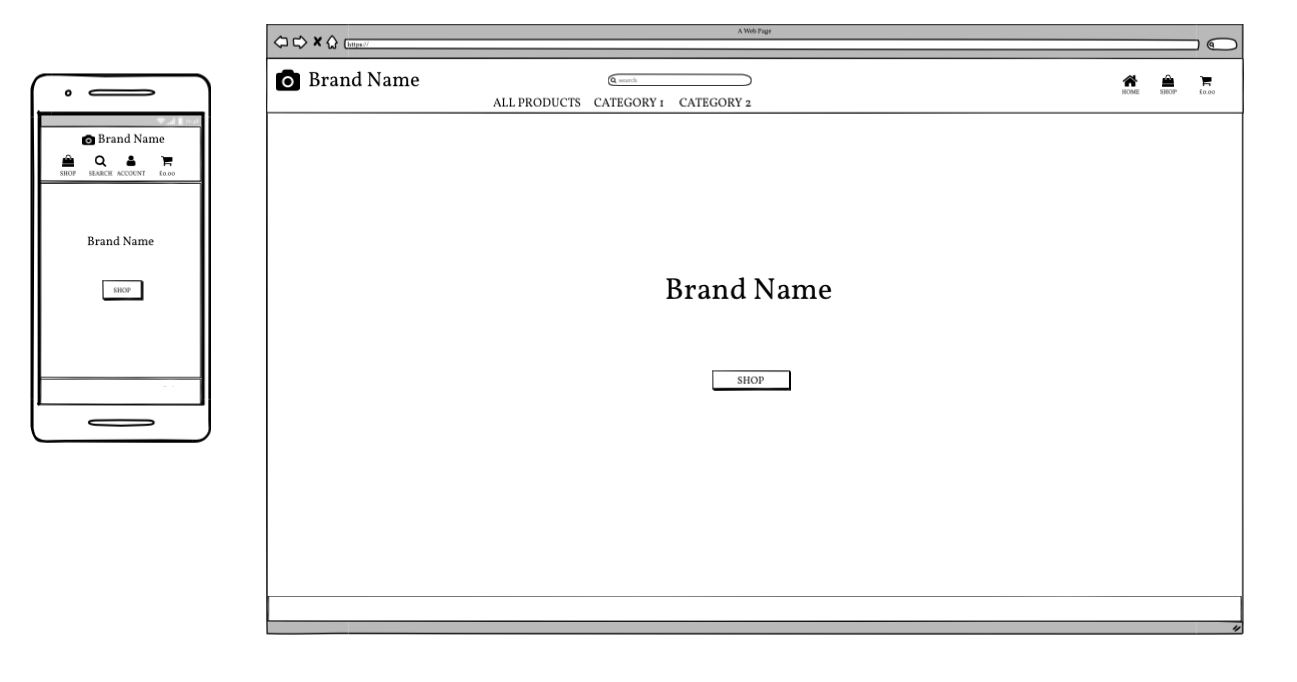 Brand Name
SHOP SEARCH ACCOUNT £0.00
Brand Name
SHOP
A Web Page
https://
Brand Name
search
HOME SHOP £0.00
ALL PRODUCTS CATEGORY 1 CATEGORY 2
Brand Name
SHOP